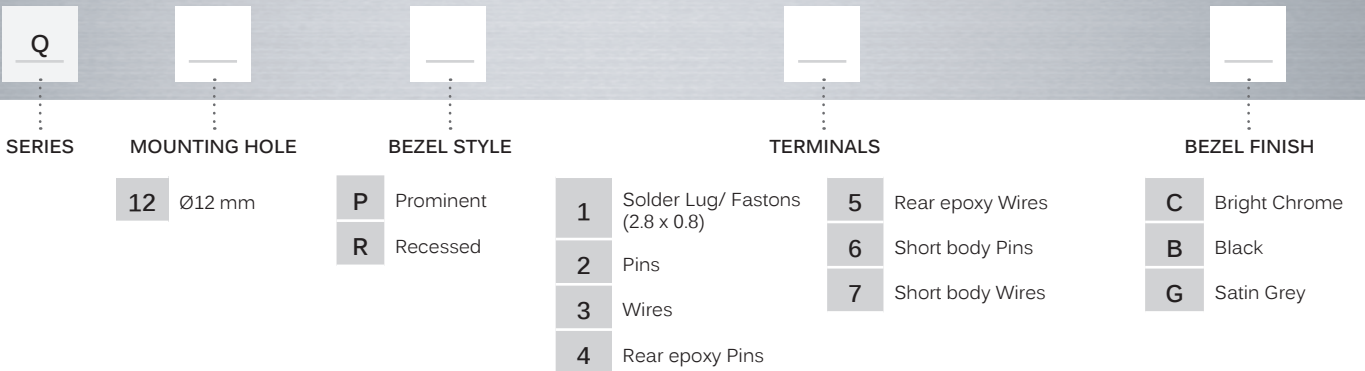 Q
SERIES
MOUNTING HOLE
BEZEL STYLE
TERMINALS
BEZEL FINISH
12 Ø12 mm
P Prominent
R Recessed
1 Solder Lug/ Fastons
(2.8 x 0.8)
2 Pins
3 Wires
4 Rear epoxy Pins
5 Rear epoxy Wires
6 Short body Pins
7 Short body Wires
C Bright Chrome
B Black
G Satin Grey